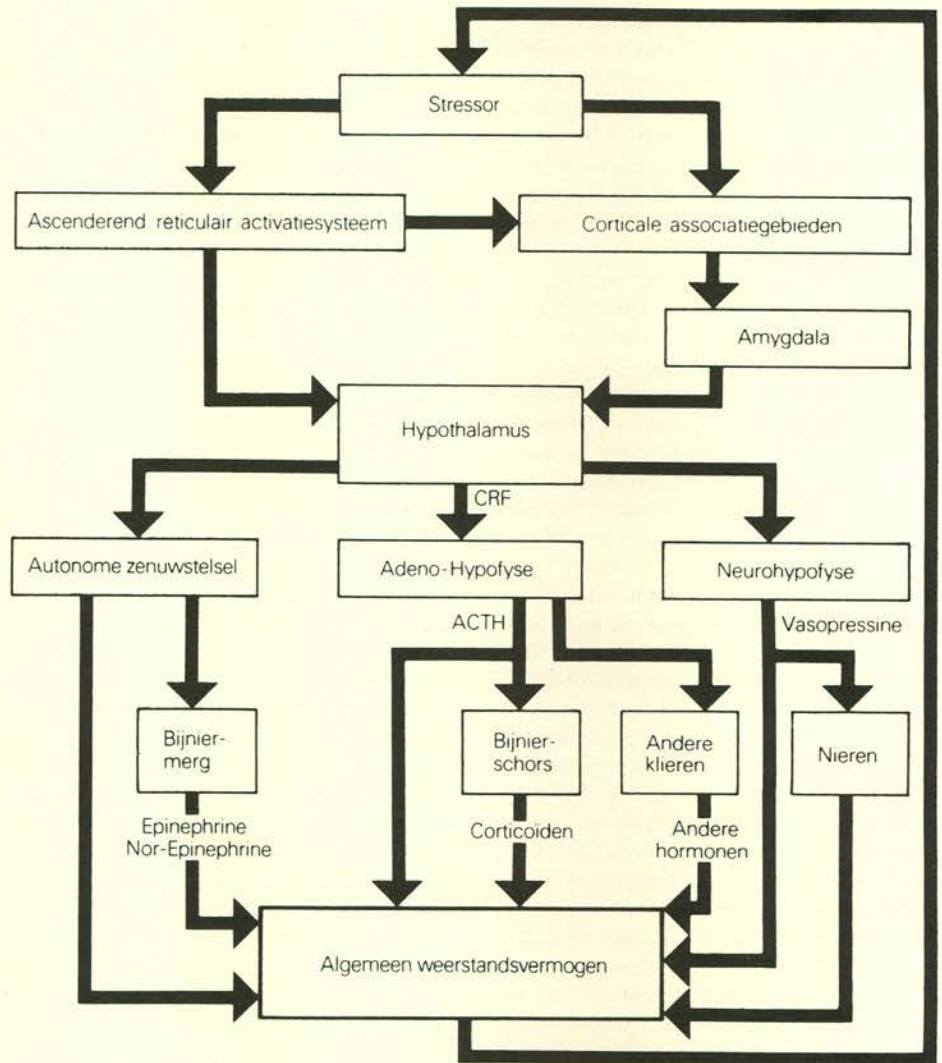 Stressor
Ascenderend reticulair activatiesysteem
Corticale associatiegebieden
Amygdala
Hypothalamus
CRF
Autonome zenuwstelsel
Adeno-Hypofyse
Neurohypofyse
ACTH
Vasopressine
Bijnier-
merg
Bijnier-
schors
Andere
klieren
Nieren
Epinephrine
Nor-Epinephrine
Corticoïden
Andere
hormonen
Algemeen weerstandsvermogen